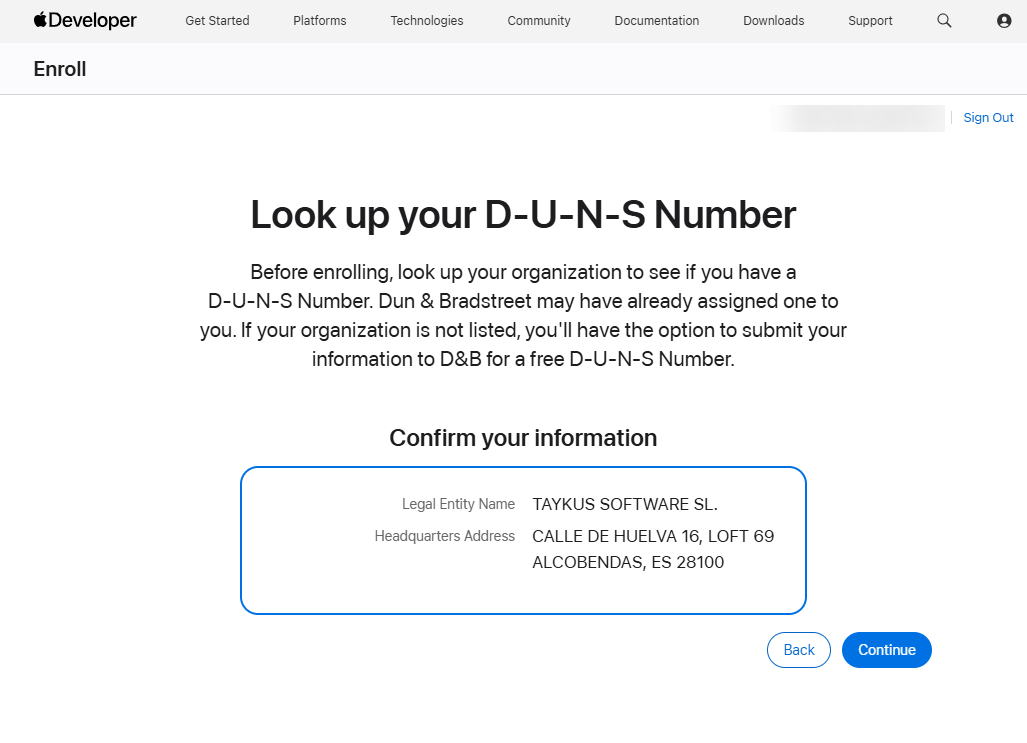 Developer
Get Started
Platforms
Technologies
Community
Documentation
Downloads
Support
Enroll
Sign Out
Look up your D-U-N-S Number
Before enrolling, look up your organization to see if you have a
D-U-N-S Number. Dun & Bradstreet may have already assigned one to
you. If your organization is not listed, you'll have the option to submit your
information to D&B for a free D-U-N-S Number.
Confirm your information
Legal Entity Name TAYKUS SOFTWARE SL.
Headquarters Address CALLE DE HUELVA 16, LOFT 69
ALCOBENDAS, ES 28100
Back
Continue